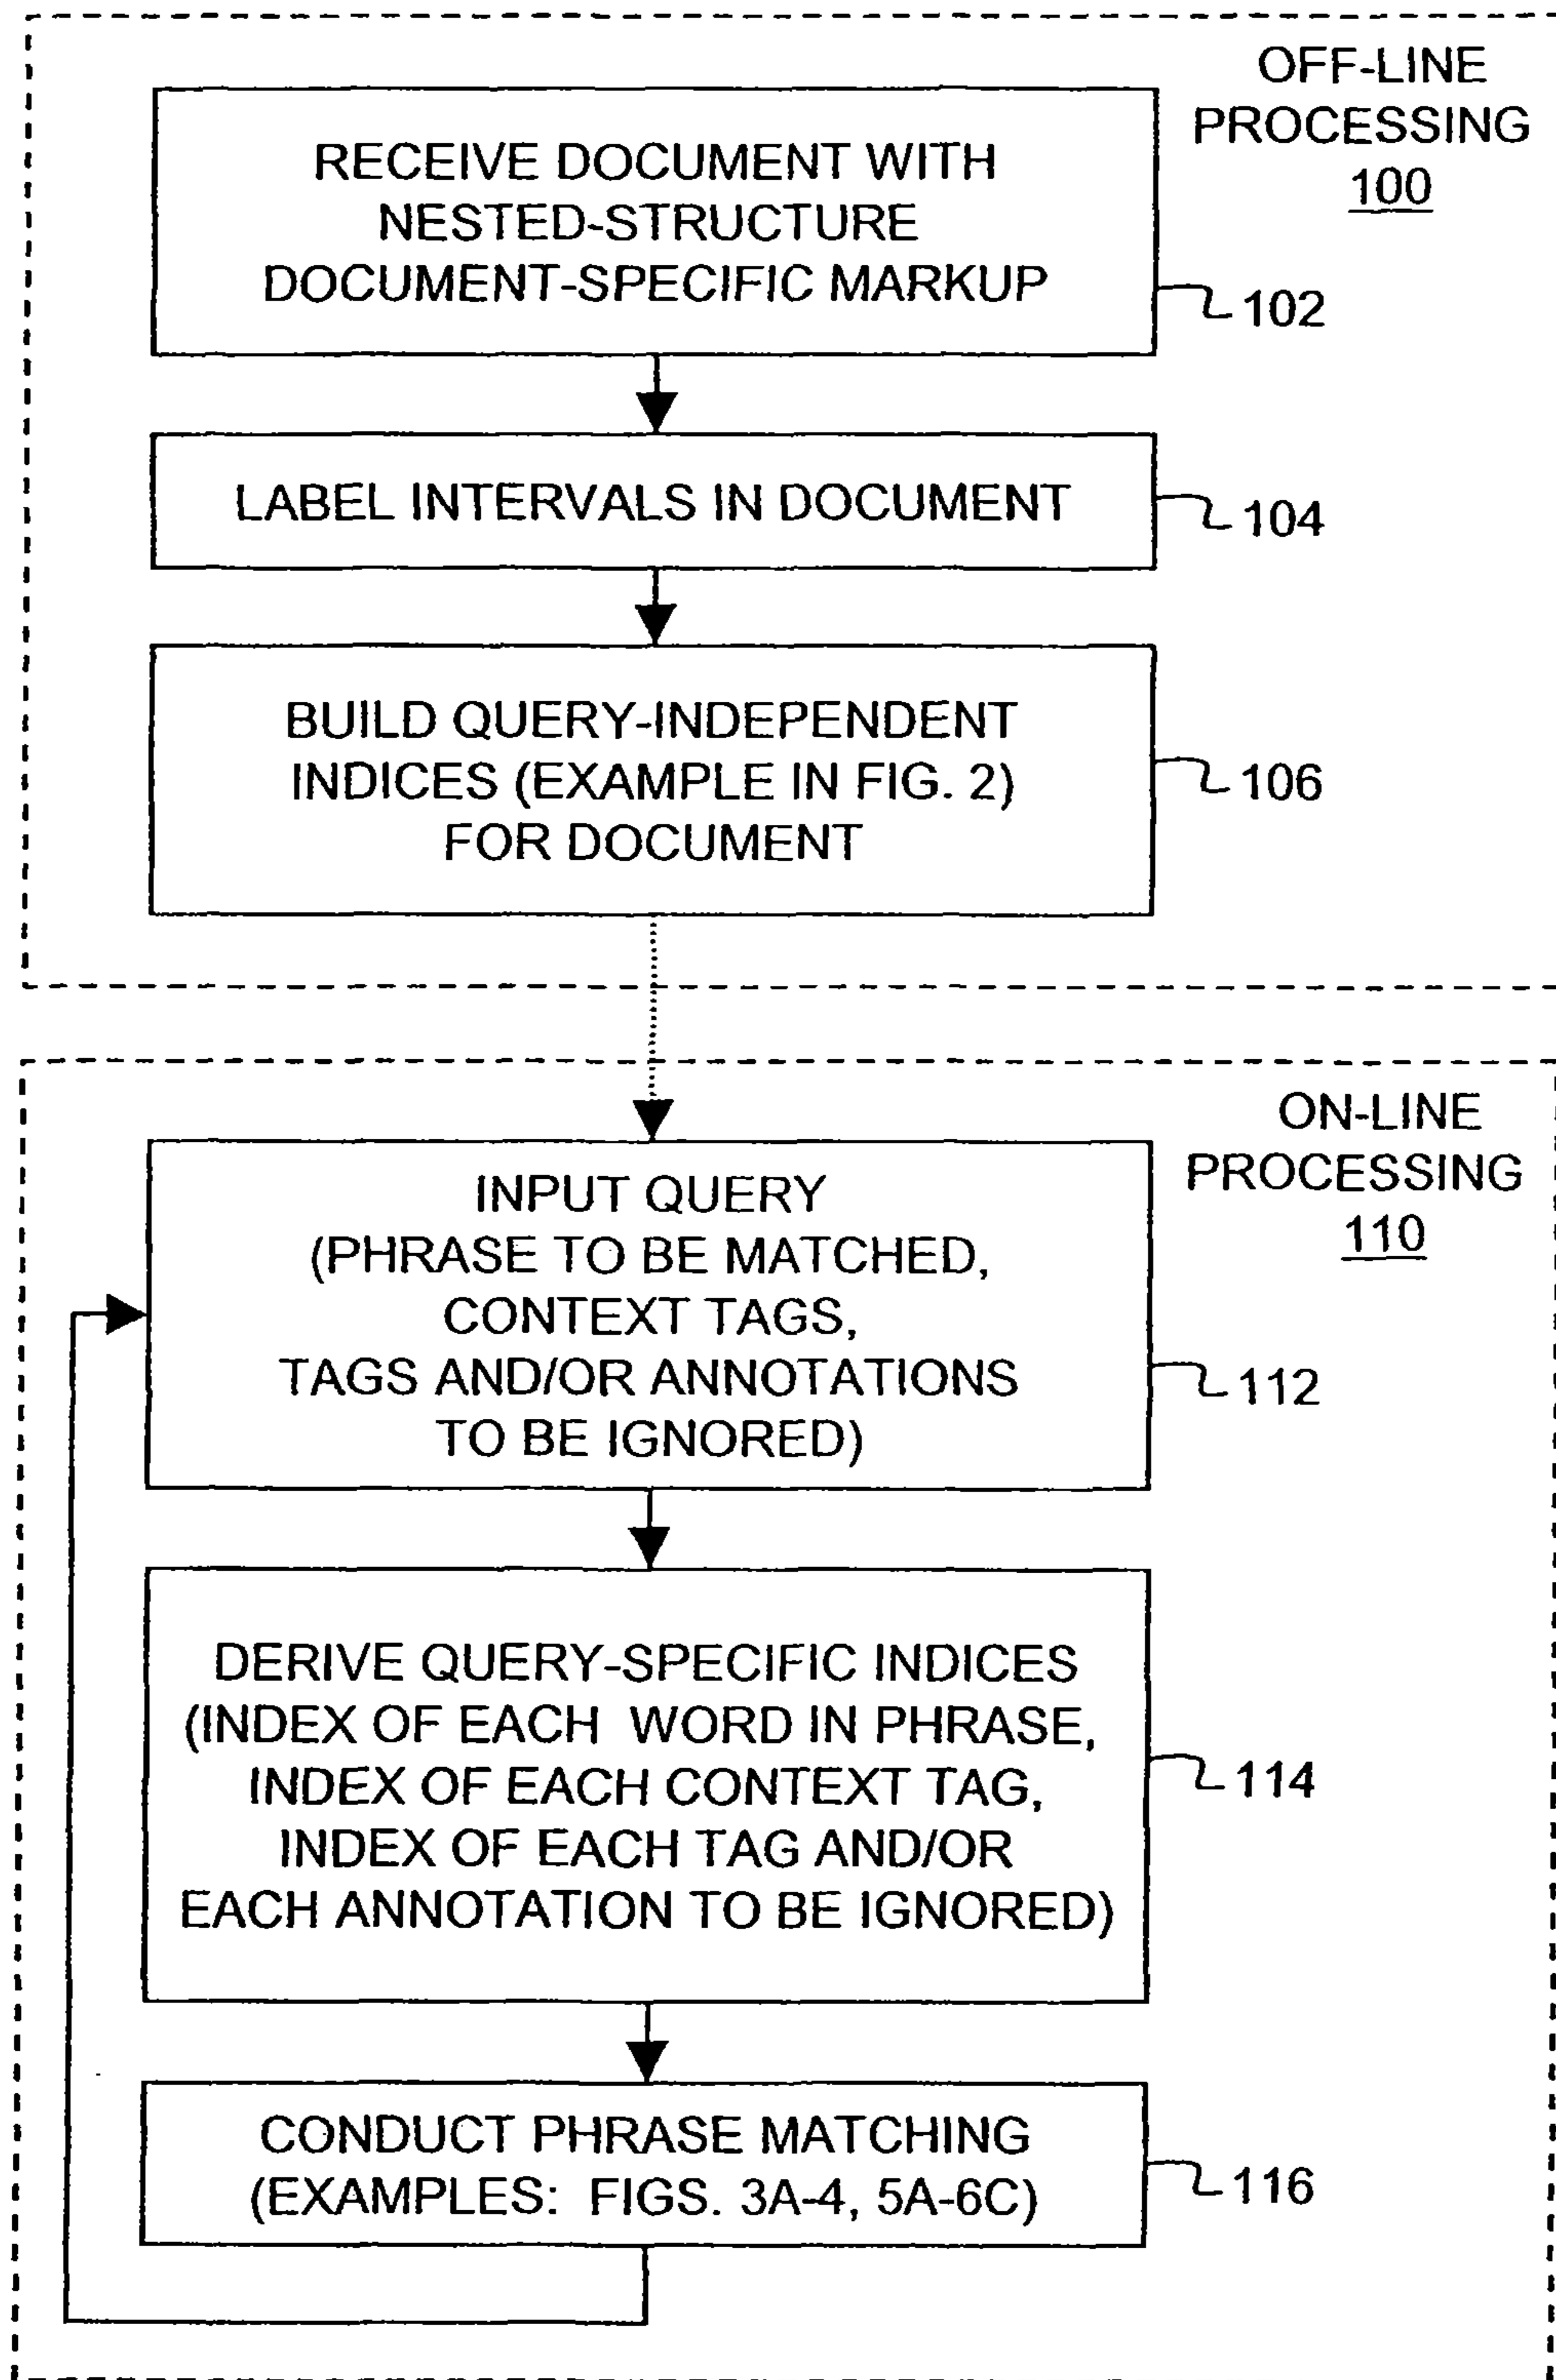 OFF-LINE
PROCESSING
100
RECEIVE DOCUMENT WITH
NESTED-STRUCTURE
DOCUMENT-SPECIFIC MARKUP
102
LABEL INTERVALS IN DOCUMENT
104
BUILD QUERY-INDEPENDENT
INDICES (EXAMPLE IN FIG. 2)
FOR DOCUMENT
106
ON-LINE
PROCESSING
110
INPUT QUERY
(PHRASE TO BE MATCHED,
CONTEXT TAGS,
TAGS AND/OR ANNOTATIONS
TO BE IGNORED)
112
DERIVE QUERY-SPECIFIC INDICES
(INDEX OF EACH WORD IN PHRASE,
INDEX OF EACH CONTEXT TAG,
INDEX OF EACH TAG AND/OR
EACH ANNOTATION TO BE IGNORED)
114
CONDUCT PHRASE MATCHING
(EXAMPLES: FIGS. 3A-4, 5A-6C)
116